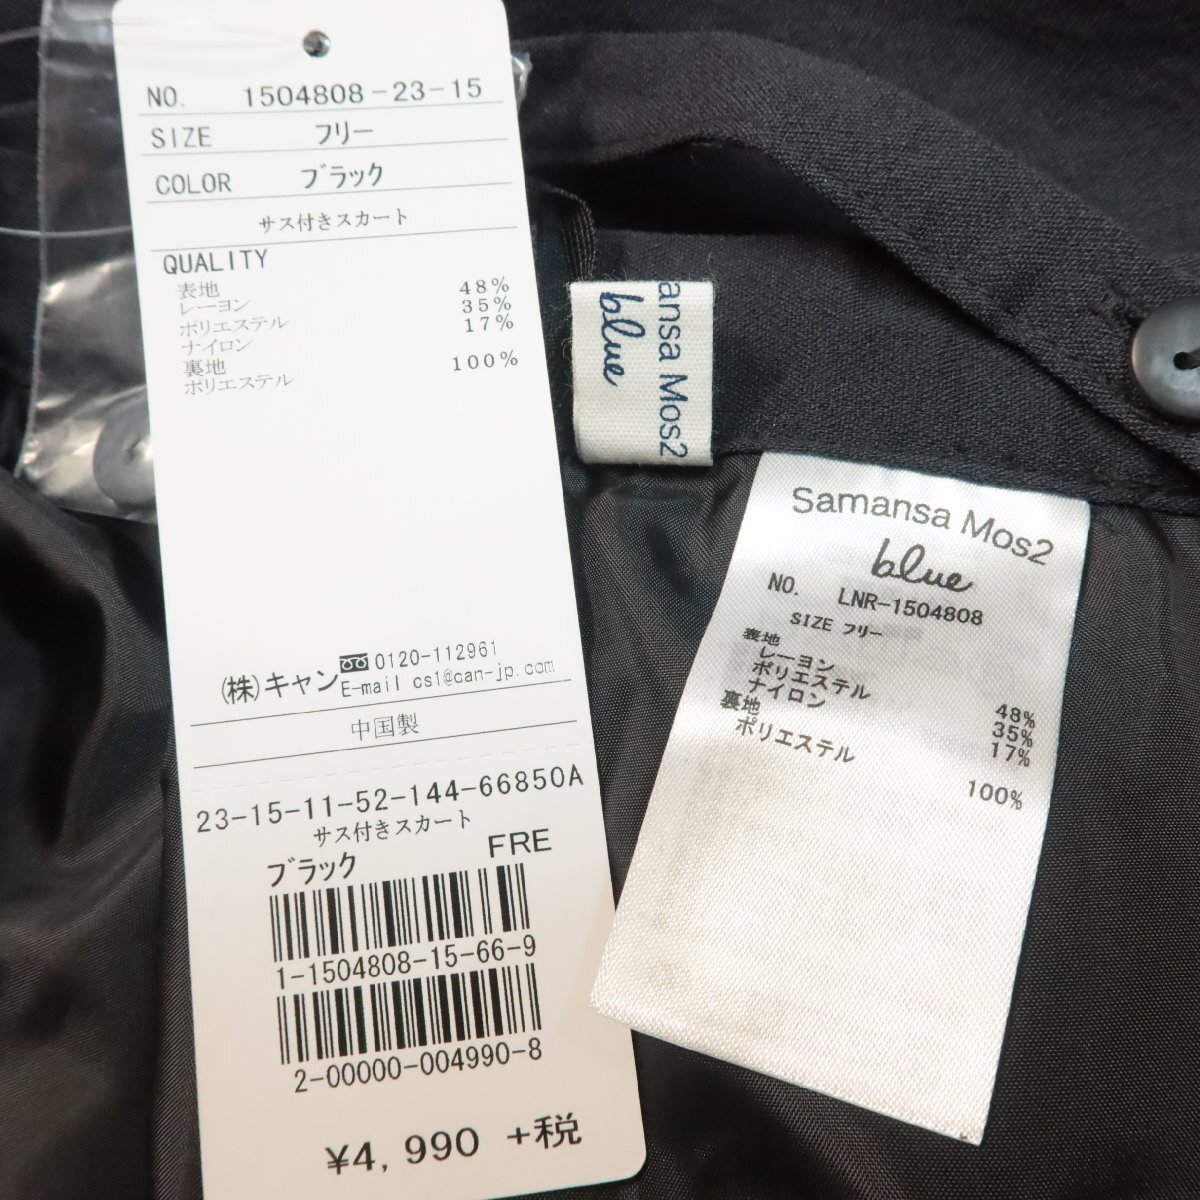 NO. 1504808-23-15
SIZE フリー
COLOR ブラック
サス付きスカート
QUALITY
表地 48%
レーヨン 35%
ポリエステル 17%
ナイロン
裏地 100%
ポリエステル
(株)キャン 0120-112961
E-mail cs1@can-jp.com
中国製
23-15-11-52-144-66850A
サス付きスカート
ブラック FRE
1-1504808-15-66-9
2-00000-004990-8
¥4,990 +税
ansa Mos2
blue
Samansa Mos2
blue
NO. LNR-1504808
SIZE フリー
表地
レーヨン 48%
ポリエステル 35%
ナイロン 17%
裏地
ポリエステル 100%